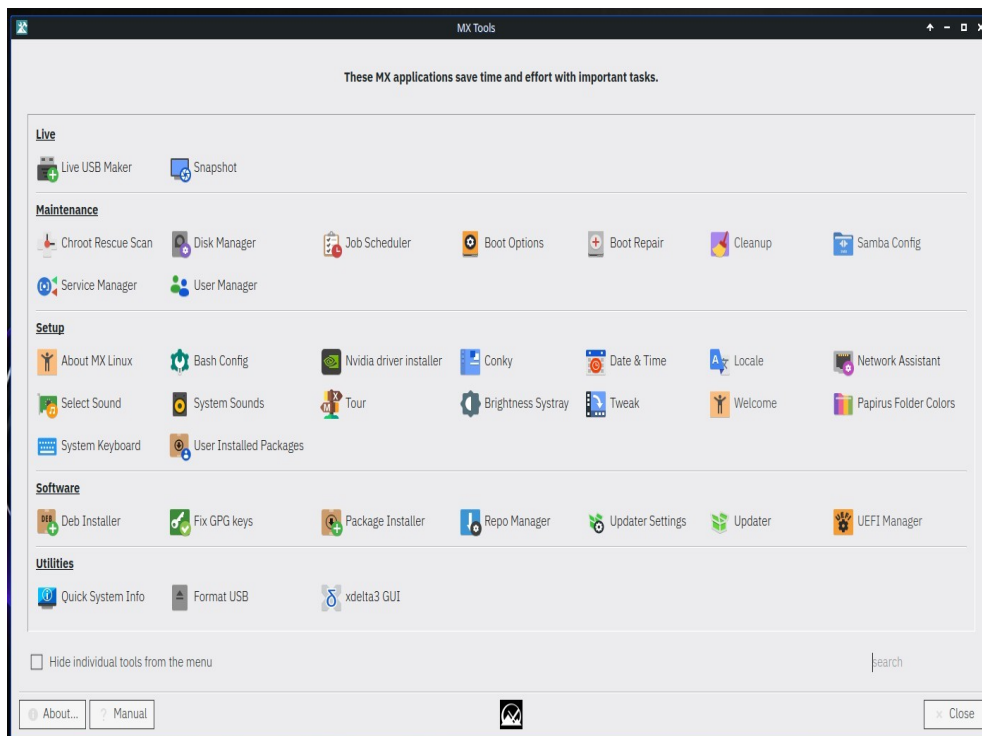 MX Tools
These MX applications save time and effort with important tasks.
Live
Live USB Maker Snapshot
Maintenance
Chroot Rescue Scan Disk Manager Job Scheduler Boot Options Boot Repair Cleanup Samba Config
Service Manager User Manager
Setup
About MX Linux Bash Config Nvidia driver installer Conky Date & Time Locale Network Assistant
Select Sound System Sounds Tour Brightness Systray Tweak Welcome Papirus Folder Colors
System Keyboard User Installed Packages
Software
Deb Installer Fix GPG keys Package Installer Repo Manager Updater Settings Updater UEFI Manager
Utilities
Quick System Info Format USB xdelta3 GUI
Hide individual tools from the menu search
About... ? Manual Close